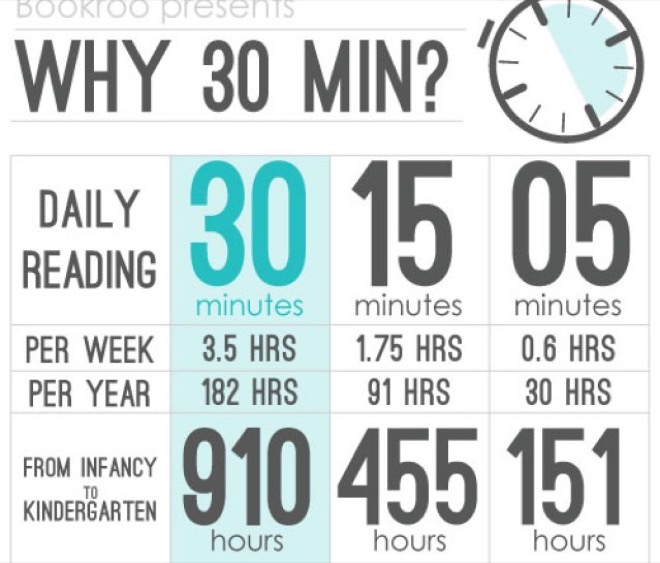 Bookroo presents
WHY 30 MIN?
DAILY READING 30 minutes 15 minutes 05 minutes
PER WEEK 3.5 HRS 1.75 HRS 0.6 HRS
PER YEAR 182 HRS 91 HRS 30 HRS
FROM INFANCY TO KINDERGARTEN 910 hours 455 hours 151 hours